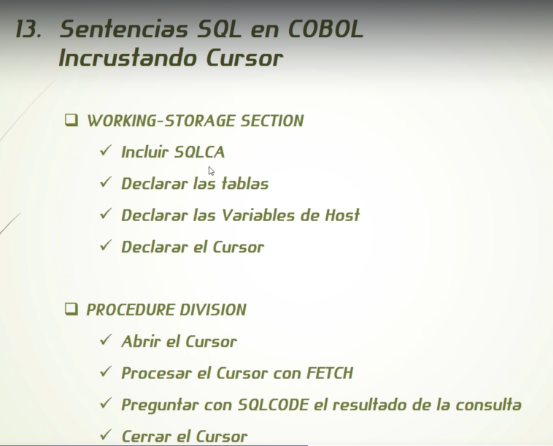 13. Sentencias SQL en COBOL
Incrustando Cursor
WORKING-STORAGE SECTION
Incluir SQLCA
Declarar las tablas
Declarar las Variables de Host
Declarar el Cursor
PROCEDURE DIVISION
Abrir el Cursor
Procesar el Cursor con FETCH
Preguntar con SQLCODE el resultado de la consulta
Cerrar el Cursor